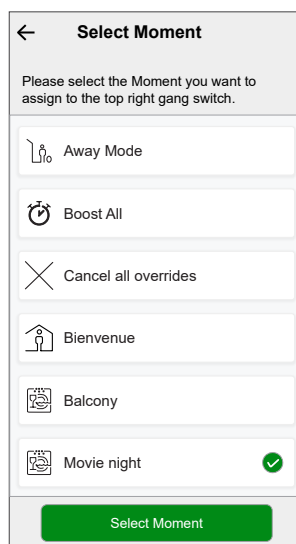 Select Moment
Please select the Moment you want to
assign to the top right gang switch.
Away Mode
Boost All
Cancel all overrides
Bienvenue
Balcony
Movie night
Select Moment